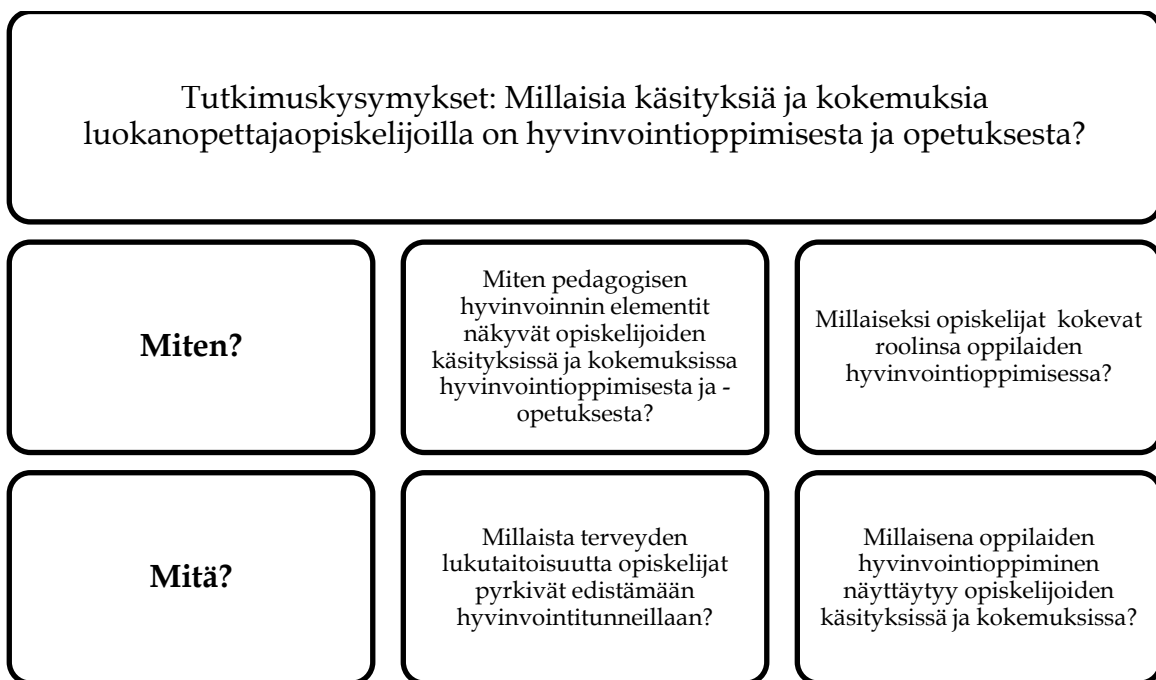 Tutkimuskysymykset: Millaisia käsityksiä ja kokemuksia
luokanopettajaopiskelijoilla on hyvinvointioppimisesta ja opetuksesta?
Miten?
Miten pedagogisen
hyvinvoinnin elementit
näkyvät opiskelijoiden
käsityksissä ja kokemuksissa
hyvinvointioppimisesta ja -
opetuksesta?
Millaiseksi opiskelijat kokevat
roolinsa oppilaiden
hyvinvointioppimisessa?
Mitä?
Millaista terveyden
lukutaitoisuutta opiskelijat
pyrkivät edistämään
hyvinvointitunneillaan?
Millaisena oppilaiden
hyvinvointioppiminen
näyttäytyy opiskelijoiden
käsityksissä ja kokemuksissa?